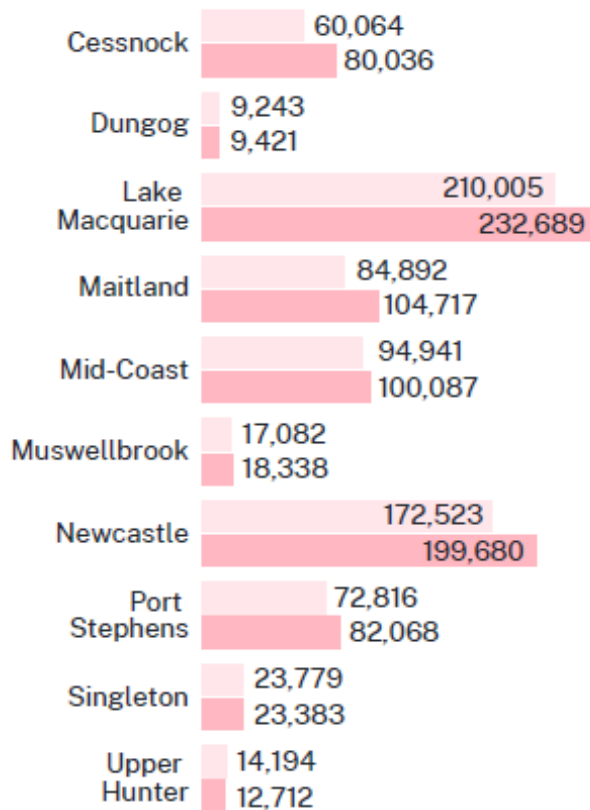 Cessnock
60,064
80,036
Dungog
9,243
9,421
Lake
Macquarie
210,005
232,689
Maitland
84,892
104,717
Mid-Coast
94,941
100,087
Muswellbrook
17,082
18,338
Newcastle
172,523
199,680
Port
Stephens
72,816
82,068
Singleton
23,779
23,383
Upper
Hunter
14,194
12,712